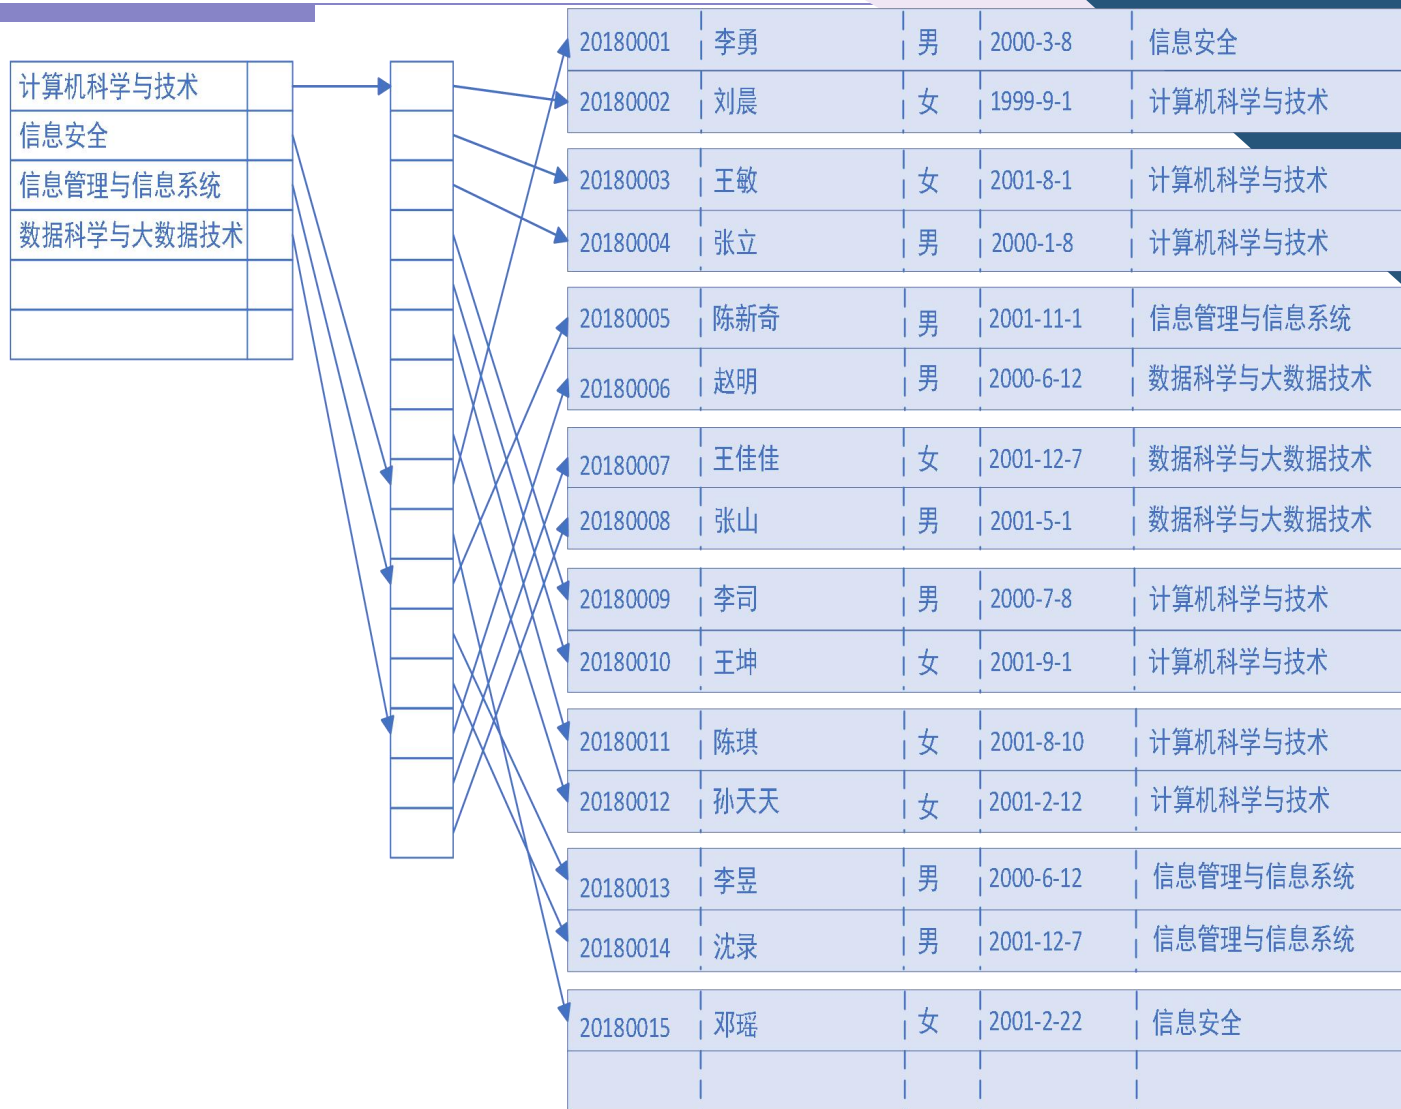 计算机科学与技术
信息安全
信息管理与信息系统
数据科学与大数据技术
20180001 李勇 男 2000-3-8 信息安全
20180002 刘晨 女 1999-9-1 计算机科学与技术
20180003 王敏 女 2001-8-1 计算机科学与技术
20180004 张立 男 2000-1-8 计算机科学与技术
20180005 陈新奇 男 2001-11-1 信息管理与信息系统
20180006 赵明 男 2000-6-12 数据科学与大数据技术
20180007 王佳佳 女 2001-12-7 数据科学与大数据技术
20180008 张山 男 2001-5-1 数据科学与大数据技术
20180009 李司 男 2000-7-8 计算机科学与技术
20180010 王坤 女 2001-9-1 计算机科学与技术
20180011 陈琪 女 2001-8-10 计算机科学与技术
20180012 孙天天 女 2001-2-12 计算机科学与技术
20180013 李昱 男 2000-6-12 信息管理与信息系统
20180014 沈录 男 2001-12-7 信息管理与信息系统
20180015 邓瑶 女 2001-2-22 信息安全